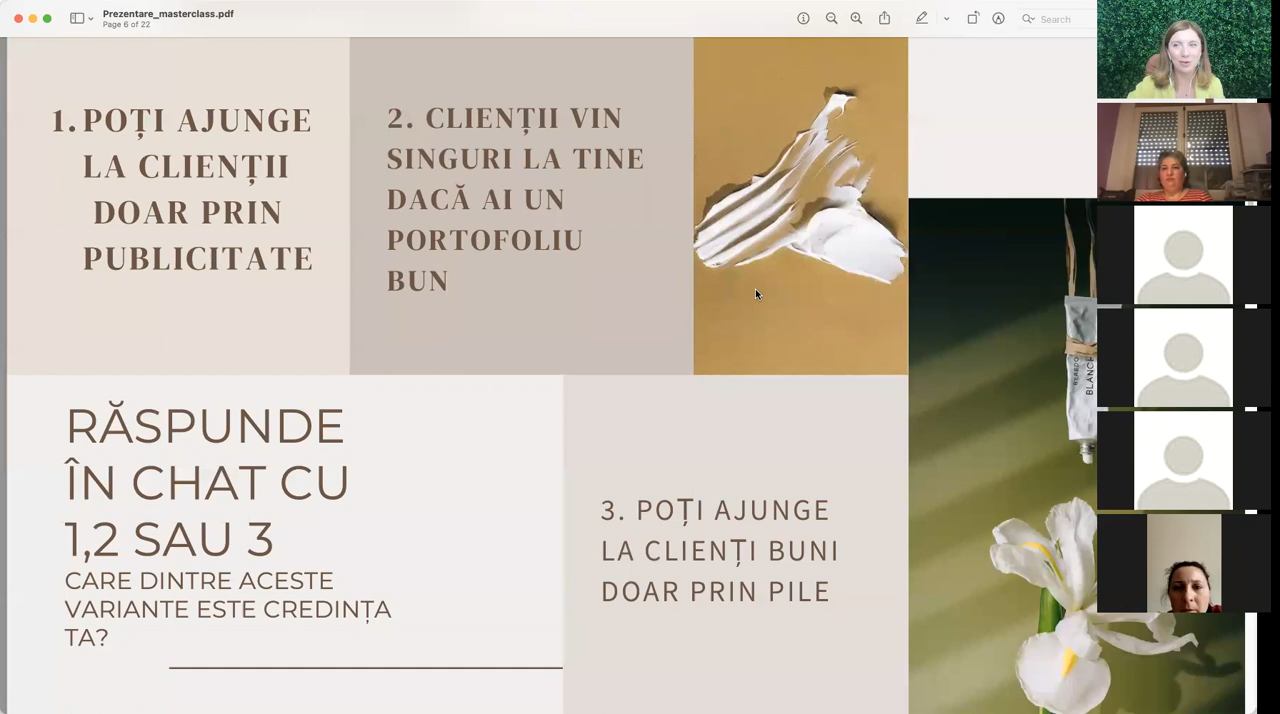 Prezentare_masterclass.pdf
Page 6 of 22
Search
1. POȚI AJUNGE
LA CLIENȚII
DOAR PRIN
PUBLICITATE
2. CLIENȚII VIN
SINGURI LA TINE
DACĂ AI UN
PORTOFOLIU
BUN
RĂSPUNDE
ÎN CHAT CU
1,2 SAU 3
CARE DINTRE ACESTE
VARIANTE ESTE CREDINȚA
TA?
3. POȚI AJUNGE
LA CLIENȚI BUNI
DOAR PRIN PILE